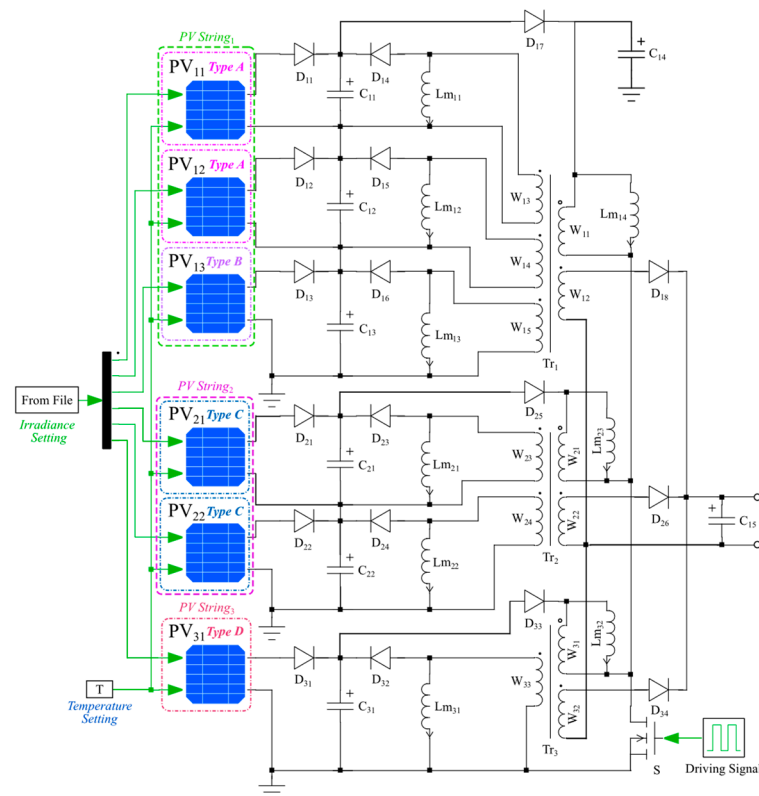 PV String₁
PV₁₁ Type A
D₁₁
D₁₄
D₁₇
C₁₁
Lm₁₁
C₁₄
PV₁₂ Type A
D₁₂
D₁₅
C₁₂
Lm₁₂
W₁₃
W₁₄
W₁₁
Lm₁₄
PV₁₃ Type B
D₁₃
D₁₆
C₁₃
Lm₁₃
W₁₅
W₁₂
D₁₈
Tr₁
From File
Irradiance
Setting
PV String₂
PV₂₁ Type C
D₂₁
D₂₃
D₂₅
C₂₁
Lm₂₁
W₂₃
W₂₁
Lm₂₃
PV₂₂ Type C
D₂₂
D₂₄
C₂₂
Lm₂₂
W₂₄
W₂₂
D₂₆
C₁₅
Tr₂
PV String₃
PV₃₁ Type D
D₃₁
D₃₂
D₃₃
C₃₁
Lm₃₁
W₃₃
W₃₁
Lm₃₂
W₃₂
D₃₄
Tr₃
T
Temperature
Setting
S
Driving Signal